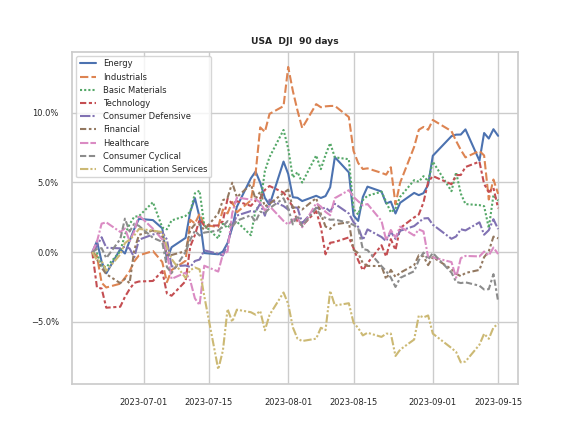 USA DJI 90 days
Energy
Industrials
Basic Materials
Technology
Consumer Defensive
Financial
Healthcare
Consumer Cyclical
Communication Services
10.0%
5.0%
0.0%
−5.0%
2023-07-01
2023-07-15
2023-08-01
2023-08-15
2023-09-01
2023-09-15